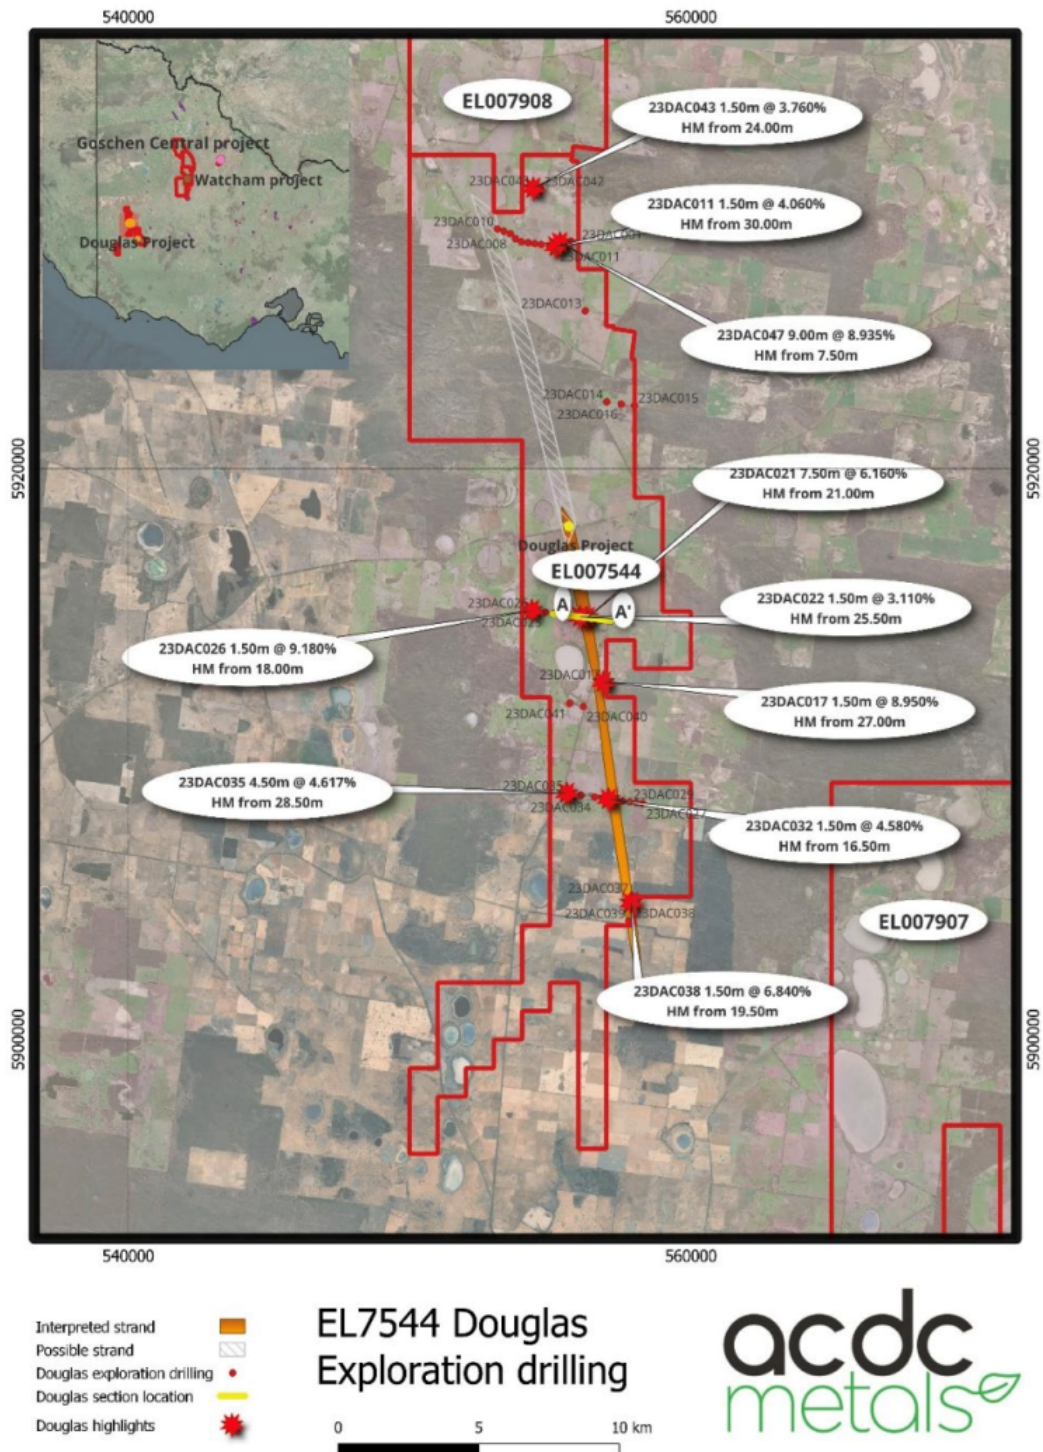 540000
560000
EL007908
23DAC043 1.50m @ 3.760%
HM from 24.00m
Goschen Central project
Watcham project
Douglas Project
23DAC042
23DAC011 1.50m @ 4.060%
HM from 30.00m
23DAC010
23DAC008
23DAC011
23DAC013
23DAC047 9.00m @ 8.935%
HM from 7.50m
23DAC014
23DAC015
23DAC016
5920000
5920000
23DAC021 7.50m @ 6.160%
HM from 21.00m
Douglas Project
EL007544
A
A'
23DAC022 1.50m @ 3.110%
HM from 25.50m
23DAC026 1.50m @ 9.180%
HM from 18.00m
23DAC017 1.50m @ 8.950%
HM from 27.00m
23DAC041
23DAC040
23DAC035 4.50m @ 4.617%
HM from 28.50m
23DAC035
23DAC029
23DAC034
23DAC027
23DAC032 1.50m @ 4.580%
HM from 16.50m
23DAC037
23DAC039
23DAC038
EL007907
23DAC038 1.50m @ 6.840%
HM from 19.50m
5900000
5900000
540000
560000
Interpreted strand
Possible strand
Douglas exploration drilling
Douglas section location
Douglas highlights
EL7544 Douglas
Exploration drilling
0 5 10 km
acdc
metals